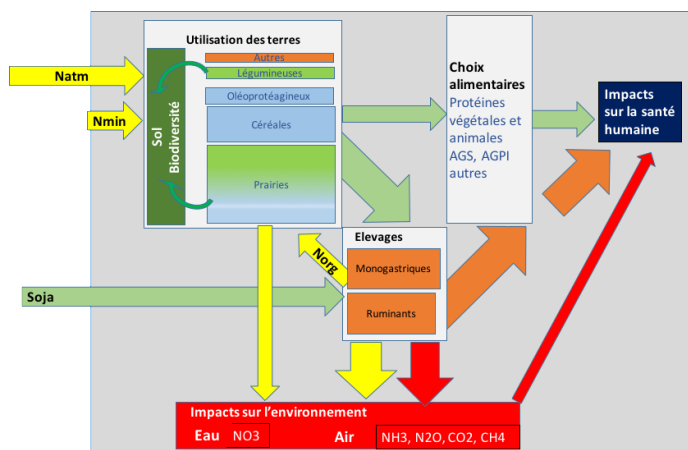 Utilisation des terres
Autres
Légumineuses
Oléoprotéagineux
Céréales
Prairies
Sol
Biodiversité
Natm
Nmin
Choix
alimentaires
Protéines
végétales et
animales
AGS, AGPI
autres
Impacts
sur la santé
humaine
Elevages
Monogastriques
Ruminants
Norg
Soja
Impacts sur l'environnement
Eau NO3 Air NH3, N2O, CO2, CH4